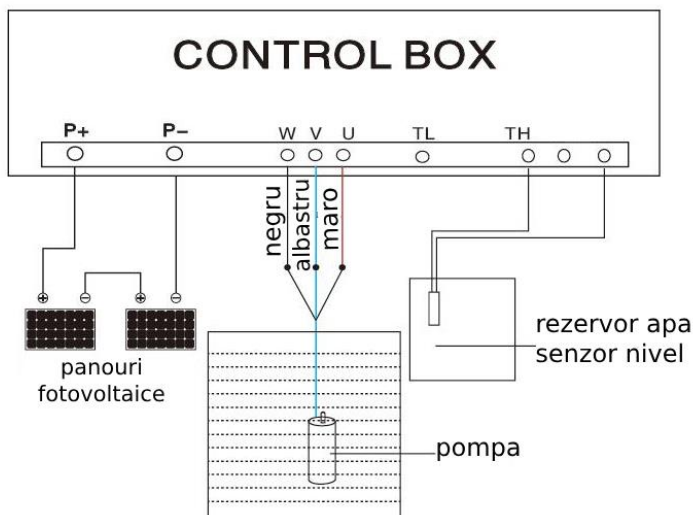 CONTROL BOX
P+ P− W V U TL TH
negru
albastru
maro
panouri
fotovoltaice
rezervor apa
senzor nivel
pompa